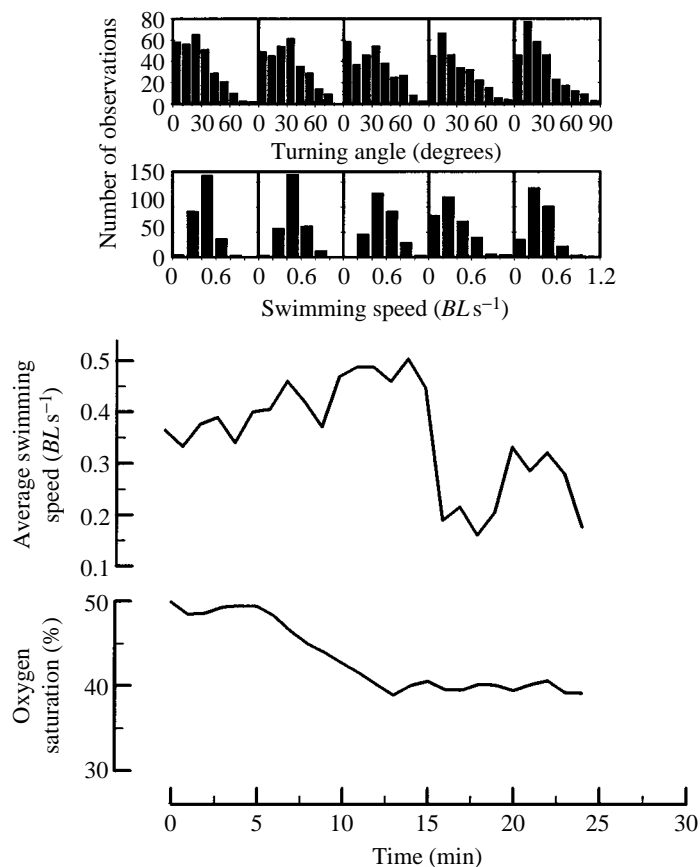 Number of observations
80
60
40
20
0
0 30 60 0 30 60 0 30 60 0 30 60 0 30 60 90
Turning angle (degrees)
150
100
50
0
0 0.6 0 0.6 0 0.6 0 0.6 0 0.6 1.2
Swimming speed (BL s–1)
Average swimming
speed (BL s–1)
0.5
0.4
0.3
0.2
0.1
Oxygen
saturation (%)
50
40
30
0 5 10 15 20 25 30
Time (min)